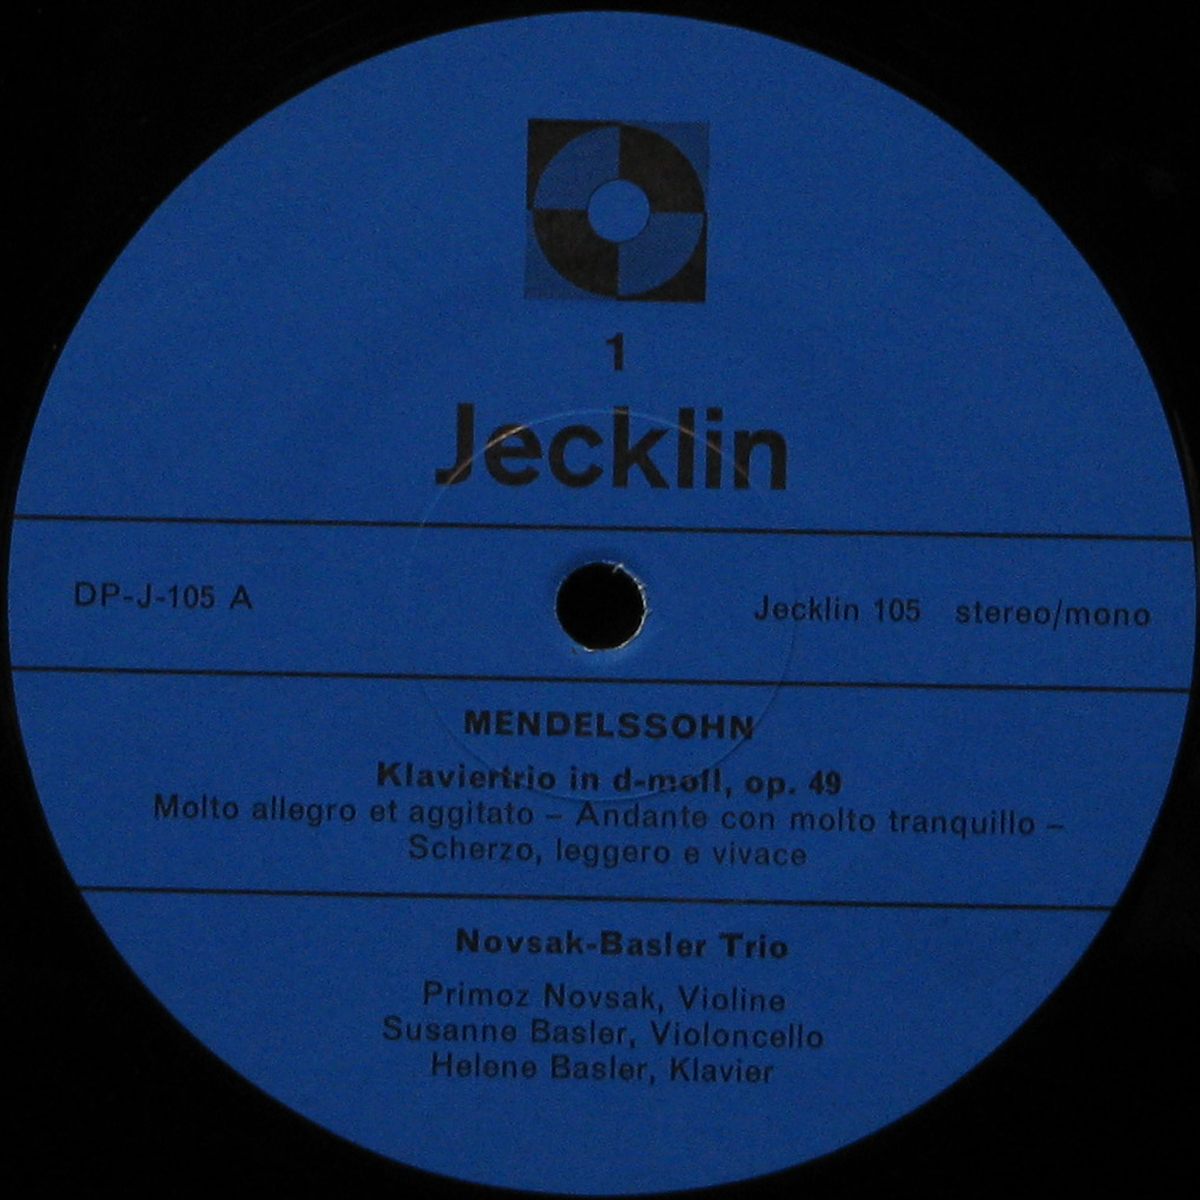 1
Jecklin
DP-J-105 A
Jecklin 105 stereo/mono
MENDELSSOHN
Klaviertrio in d-moll, op. 49
Molto allegro et aggitato – Andante con molto tranquillo –
Scherzo, leggero e vivace
Novsak-Basler Trio
Primoz Novsak, Violine
Susanne Basler, Violoncello
Helene Basler, Klavier